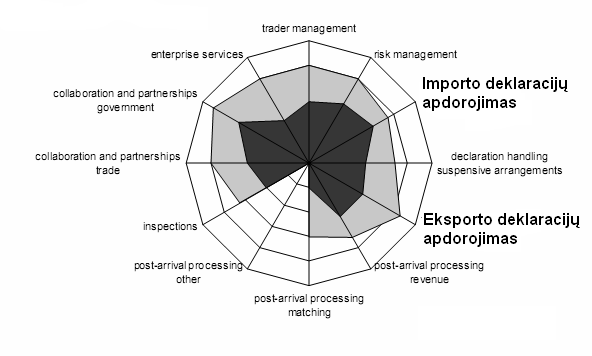 trader management
enterprise services
risk management
Importo deklaracijų
apdorojimas
collaboration and partnerships
government
collaboration and partnerships
trade
declaration handling
suspensive arrangements
Eksporto deklaracijų
apdorojimas
inspections
post-arrival processing
other
post-arrival processing
revenue
post-arrival processing
matching